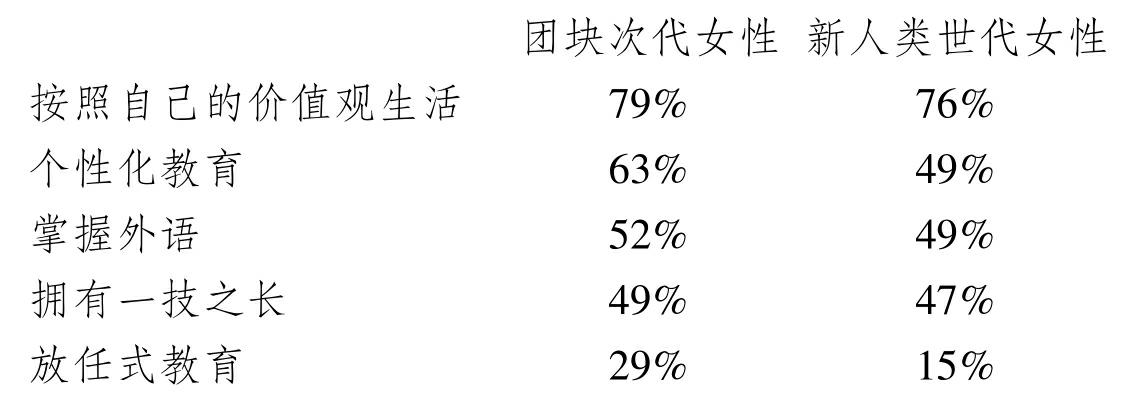 团块次代女性 新人类世代女性
按照自己的价值观生活 79% 76%
个性化教育 63% 49%
掌握外语 52% 49%
拥有一技之长 49% 47%
放任式教育 29% 15%